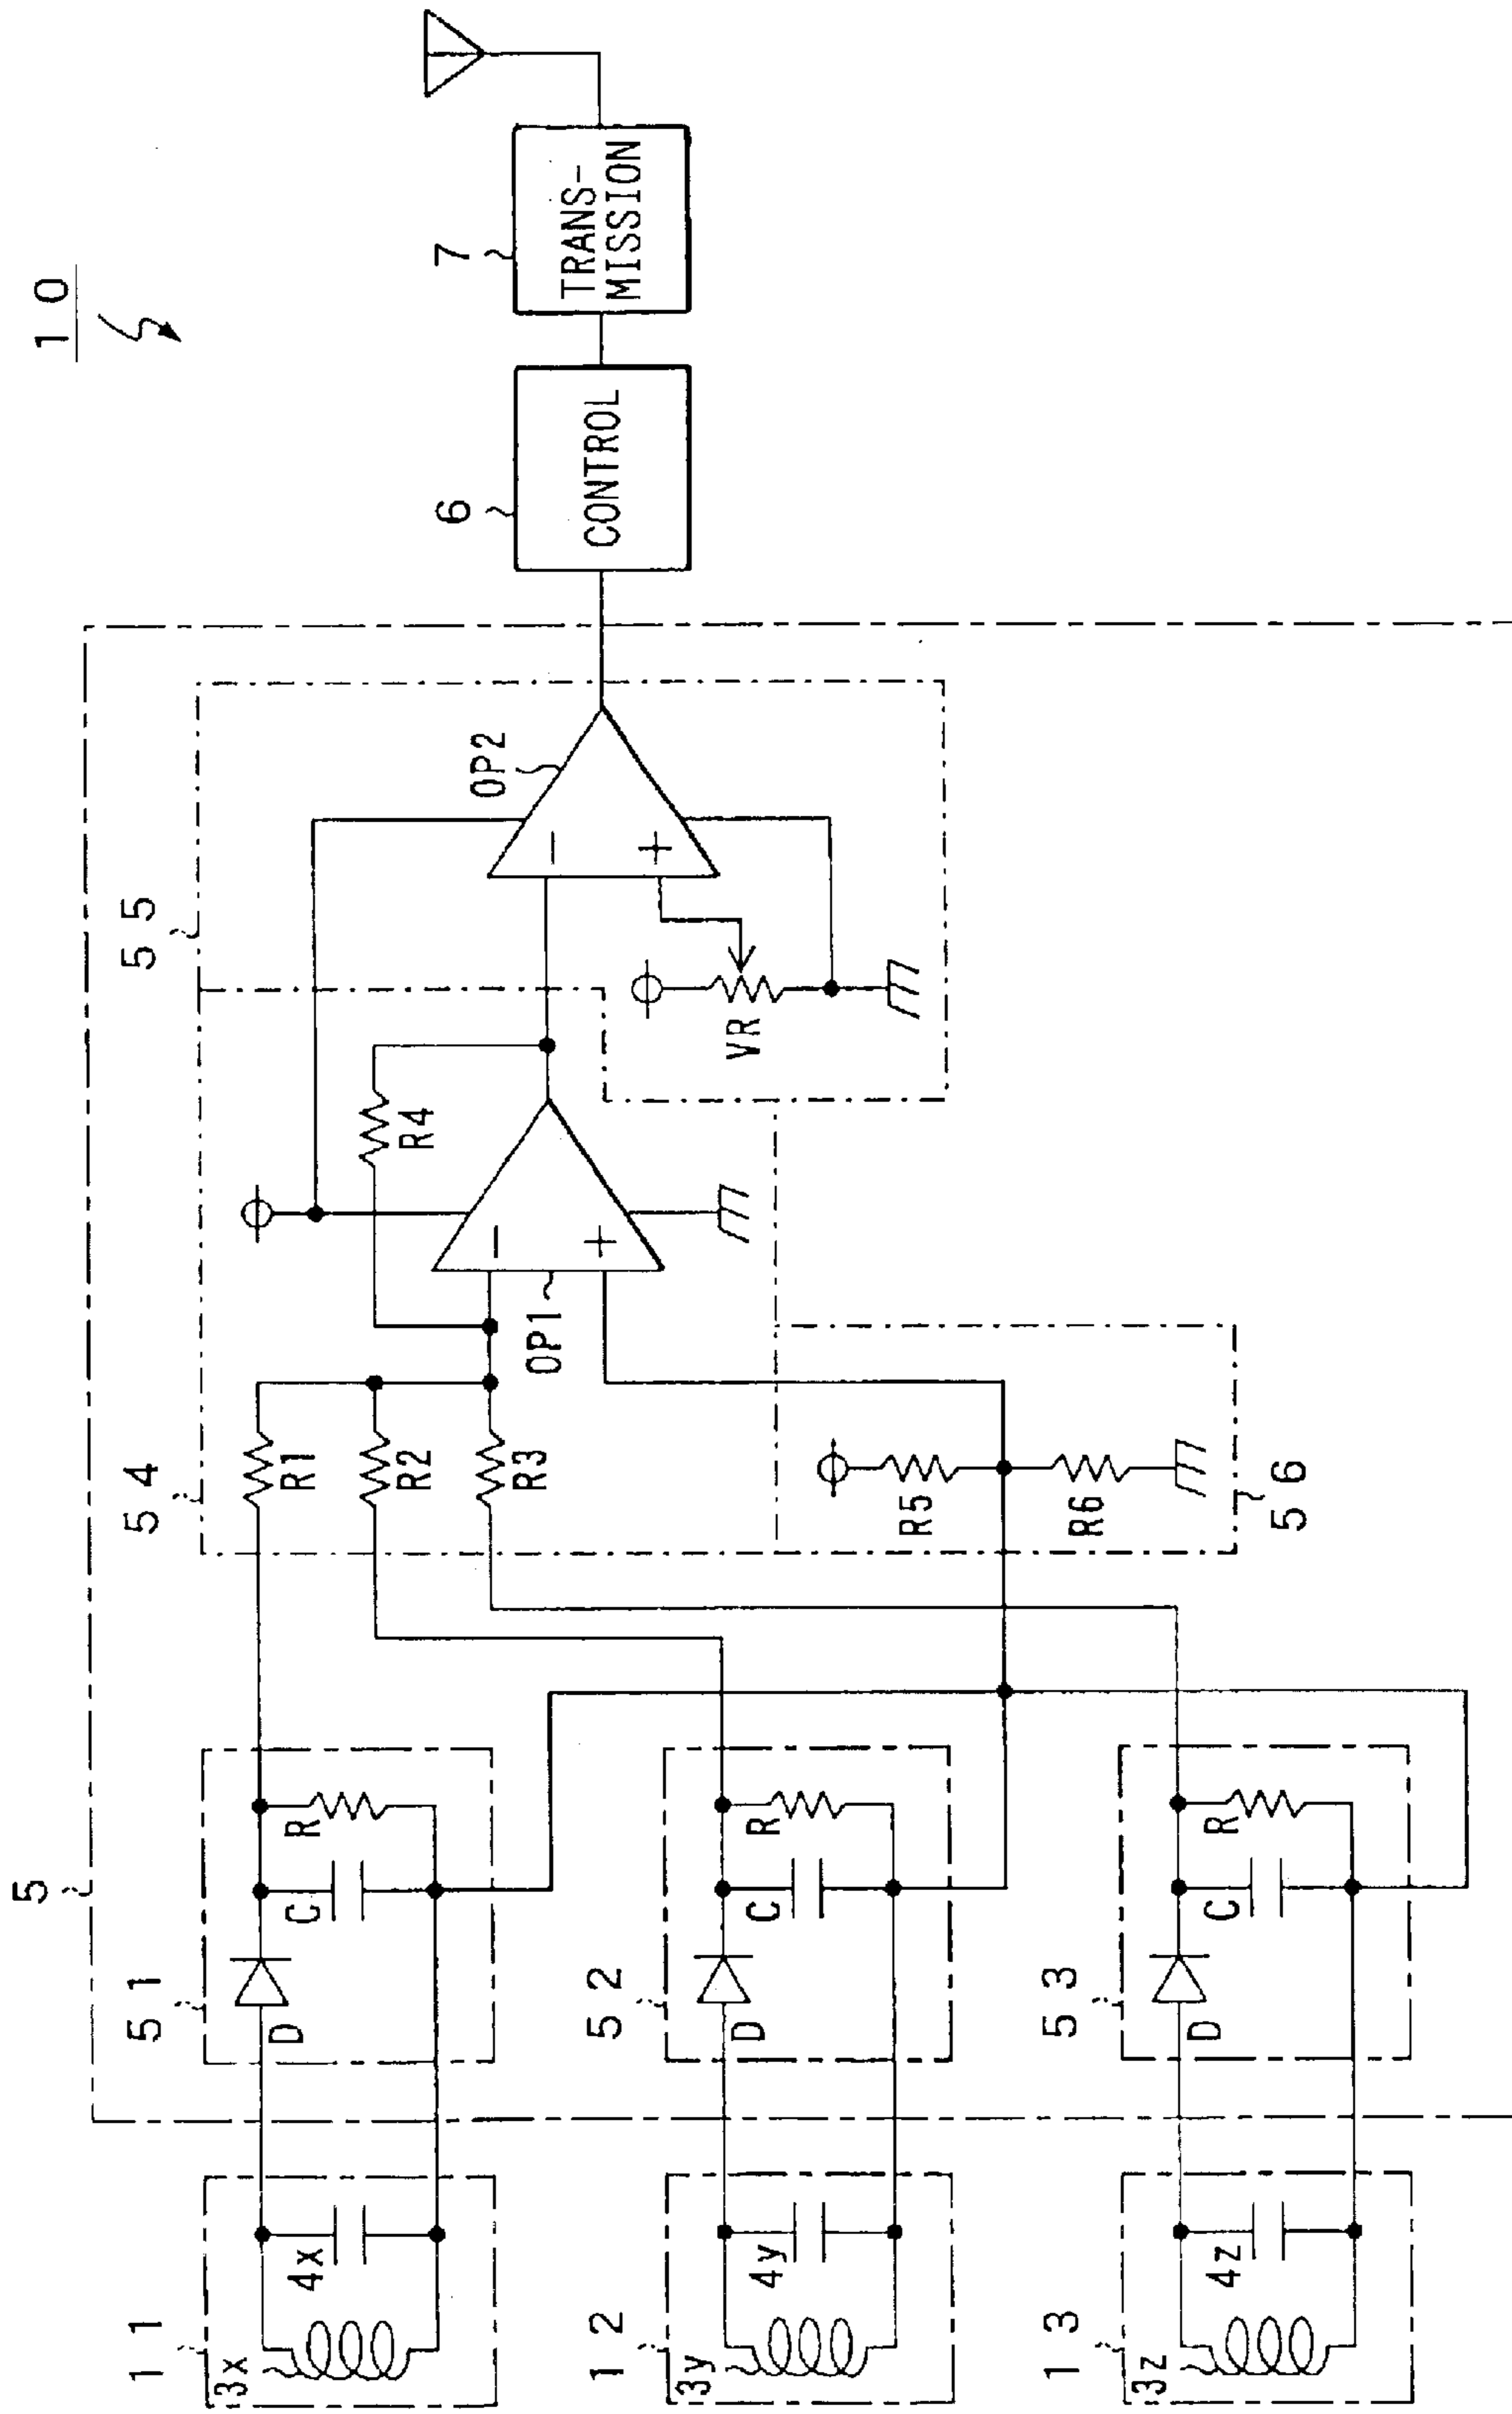 10
5
55
54
OP2
7
TRANS-
MISSION
6
CONTROL
R4
OP1
VR
R1
R2
R3
R5
R6
56
51
D
C
R
52
D
C
R
53
D
C
R
11
3x
4x
12
3y
4y
13
3z
4z